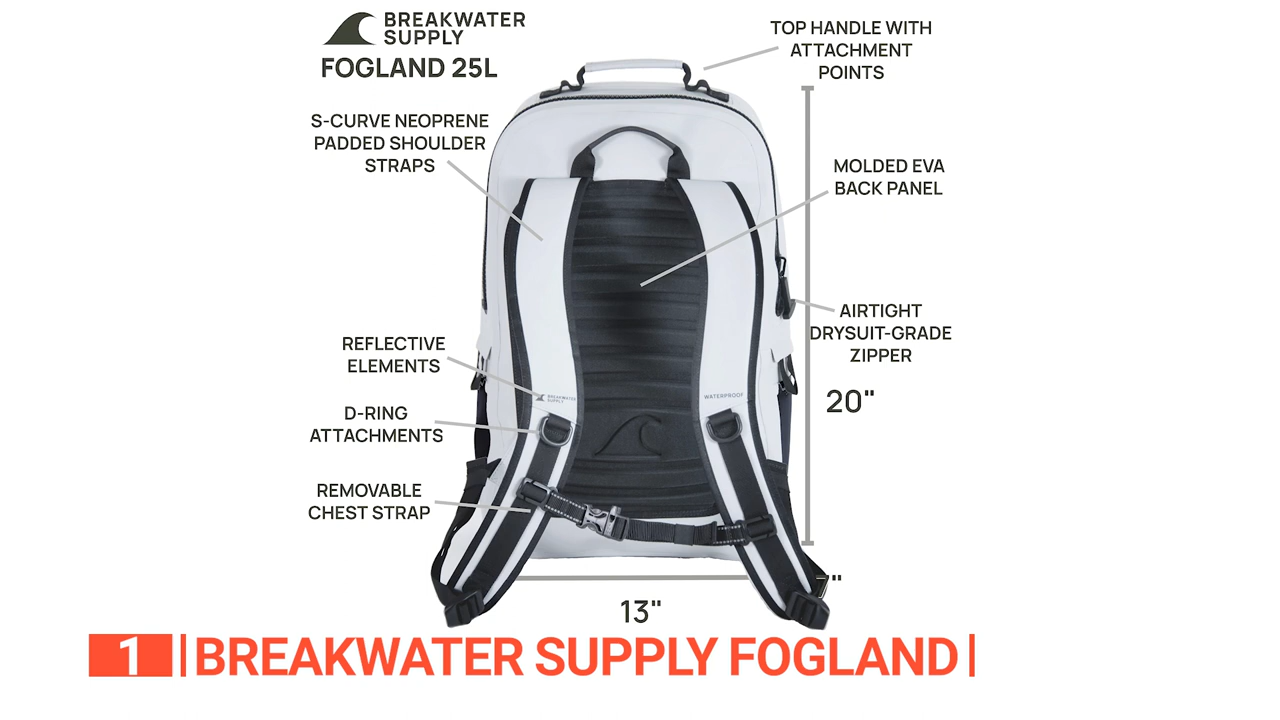 BREAKWATER
SUPPLY
FOGLAND 25L
TOP HANDLE WITH
ATTACHMENT
POINTS
S-CURVE NEOPRENE
PADDED SHOULDER
STRAPS
MOLDED EVA
BACK PANEL
AIRTIGHT
DRYSUIT-GRADE
ZIPPER
REFLECTIVE
ELEMENTS
BREAKWATER
SUPPLY
WATERPROOF
20"
D-RING
ATTACHMENTS
REMOVABLE
CHEST STRAP
7"
13"
1 BREAKWATER SUPPLY FOGLAND